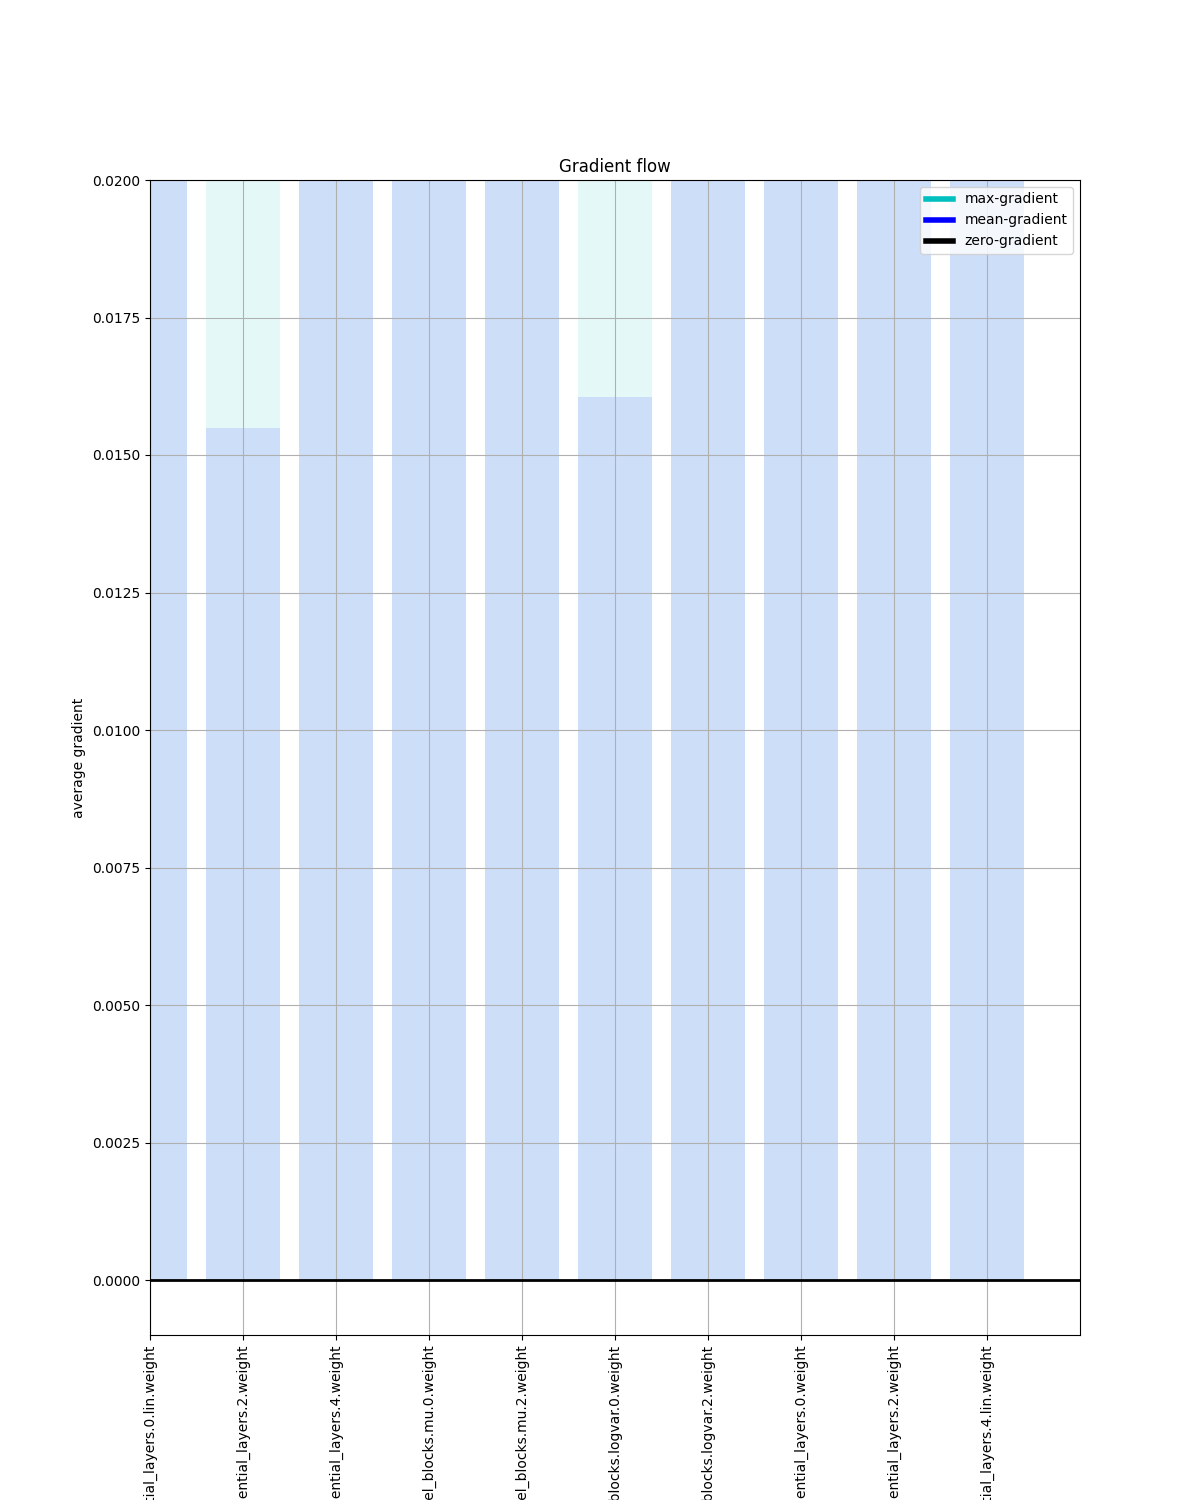 Gradient flow
max-gradient
mean-gradient
zero-gradient
0.0200
0.0175
0.0150
0.0125
0.0100
0.0075
0.0050
0.0025
0.0000
average gradient
tial_layers.0.lin.weight
ential_layers.2.weight
ential_layers.4.weight
el_blocks.mu.0.weight
el_blocks.mu.2.weight
blocks.logvar.0.weight
blocks.logvar.2.weight
ential_layers.0.weight
ential_layers.2.weight
tial_layers.4.lin.weight